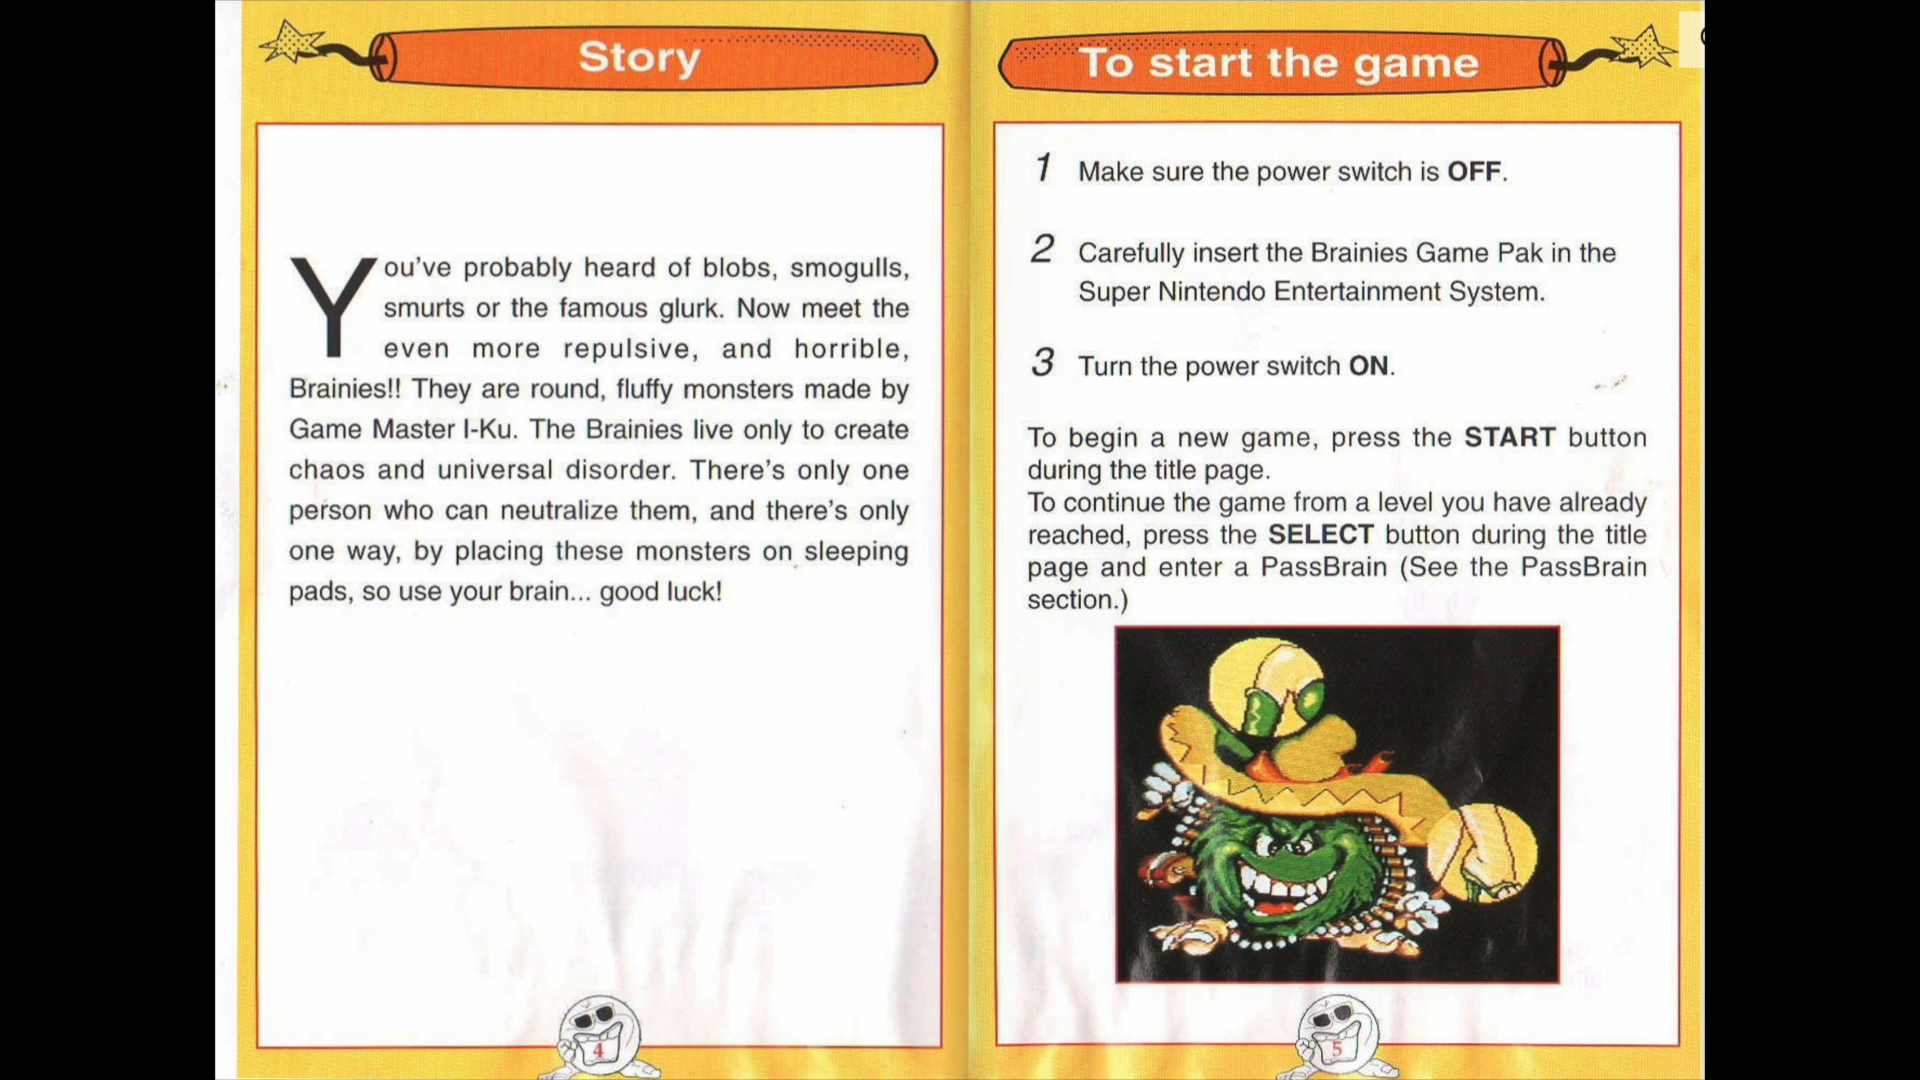 Story
You've probably heard of blobs, smogulls,
smurts or the famous glurk. Now meet the
even more repulsive, and horrible,
Brainies!! They are round, fluffy monsters made by
Game Master I-Ku. The Brainies live only to create
chaos and universal disorder. There's only one
person who can neutralize them, and there's only
one way, by placing these monsters on sleeping
pads, so use your brain... good luck!
4
To start the game
1 Make sure the power switch is OFF.
2 Carefully insert the Brainies Game Pak in the
Super Nintendo Entertainment System.
3 Turn the power switch ON.
To begin a new game, press the START button
during the title page.
To continue the game from a level you have already
reached, press the SELECT button during the title
page and enter a PassBrain (See the PassBrain
section.)
5